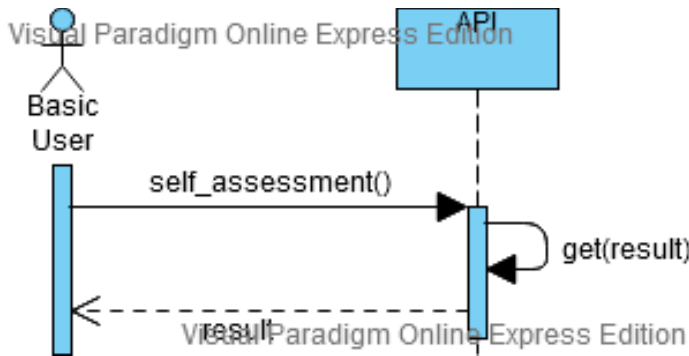 API
Visual Paradigm Online Express Edition
Basic
User
self_assessment()
get(result)
result
Visual Paradigm Online Express Edition